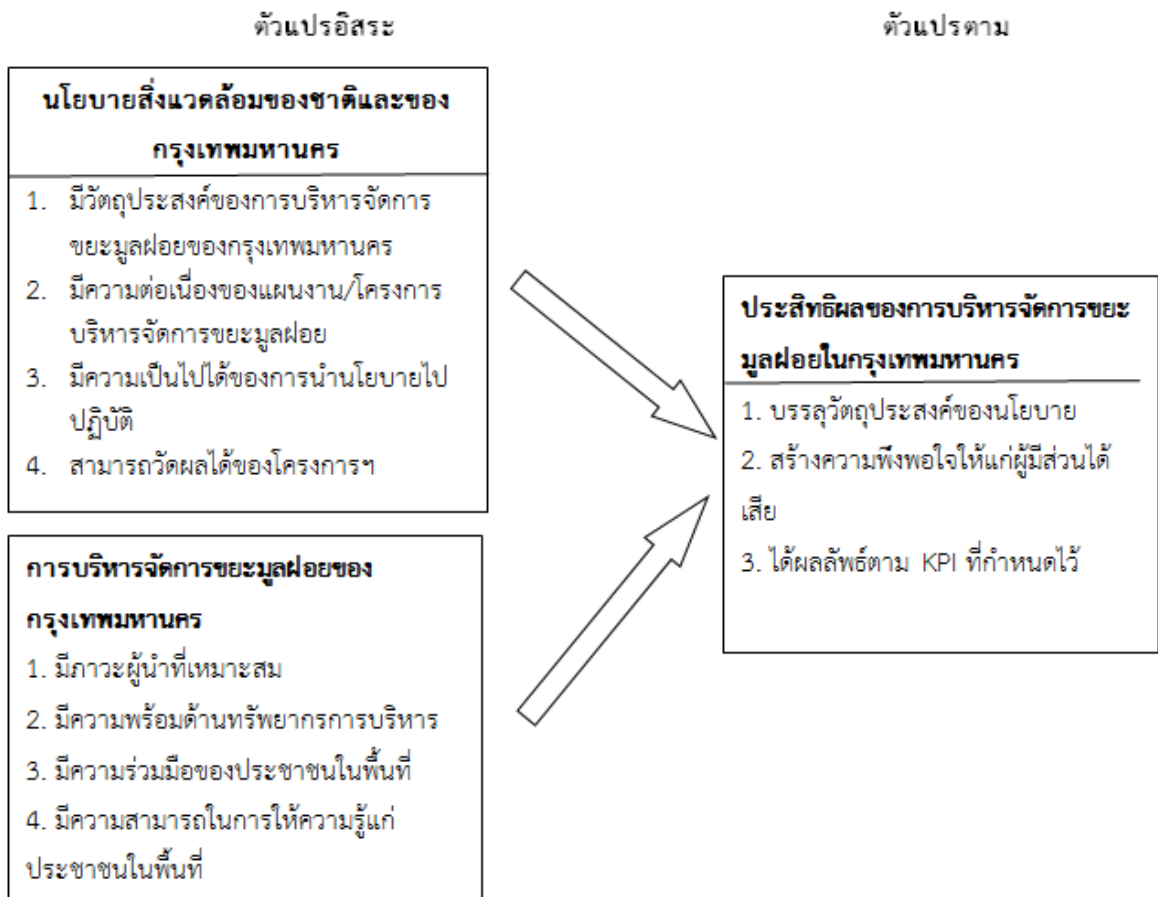 ตัวแปรอิสระ
ตัวแปรตาม
นโยบายสิ่งแวดล้อมของชาติและของ
กรุงเทพมหานคร
1. มีวัตถุประสงค์ของการบริหารจัดการ
ขยะมูลฝอยของกรุงเทพมหานคร
2. มีความต่อเนื่องของแผนงาน/โครงการ
บริหารจัดการขยะมูลฝอย
3. มีความเป็นไปได้ของการนำนโยบายไป
ปฏิบัติ
4. สามารถวัดผลได้ของโครงการฯ
การบริหารจัดการขยะมูลฝอยของ
กรุงเทพมหานคร
1. มีภาวะผู้นำที่เหมาะสม
2. มีความพร้อมด้านทรัพยากรการบริหาร
3. มีความร่วมมือของประชาชนในพื้นที่
4. มีความสามารถในการให้ความรู้แก่
ประชาชนในพื้นที่
ประสิทธิผลของการบริหารจัดการขยะ
มูลฝอยในกรุงเทพมหานคร
1. บรรลุวัตถุประสงค์ของนโยบาย
2. สร้างความพึงพอใจให้แก่ผู้มีส่วนได้
เสีย
3. ได้ผลลัพธ์ตาม KPI ที่กำหนดไว้